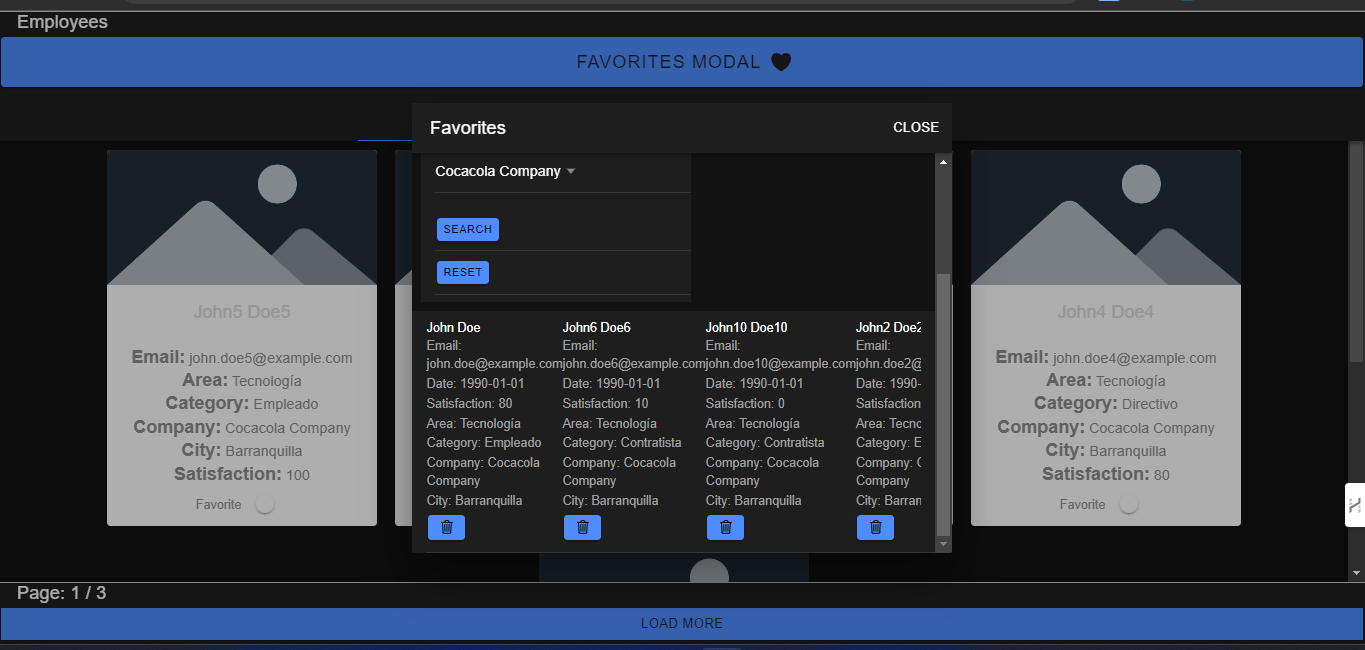 Employees
FAVORITES MODAL
Favorites
CLOSE
Cocacola Company
SEARCH
RESET
John5 Doe5
Email: john.doe5@example.com
Area: Tecnología
Category: Empleado
Company: Cocacola Company
City: Barranquilla
Satisfaction: 100
Favorite
John Doe
Email:
john.doe@example.com
Date: 1990-01-01
Satisfaction: 80
Area: Tecnología
Category: Empleado
Company: Cocacola
Company
City: Barranquilla
John6 Doe6
Email:
john.doe6@example.com
Date: 1990-01-01
Satisfaction: 10
Area: Tecnología
Category: Contratista
Company: Cocacola
Company
City: Barranquilla
John10 Doe10
Email:
john.doe10@example.com
Date: 1990-01-01
Satisfaction: 0
Area: Tecnología
Category: Contratista
Company: Cocacola
Company
City: Barranquilla
John2 Doe2
Email:
john.doe2@
Date: 1990-
Satisfaction
Area: Tecno
Category: E
Company: C
Company
City: Barran
John4 Doe4
Email: john.doe4@example.com
Area: Tecnología
Category: Directivo
Company: Cocacola Company
City: Barranquilla
Satisfaction: 80
Favorite
Page: 1 / 3
LOAD MORE